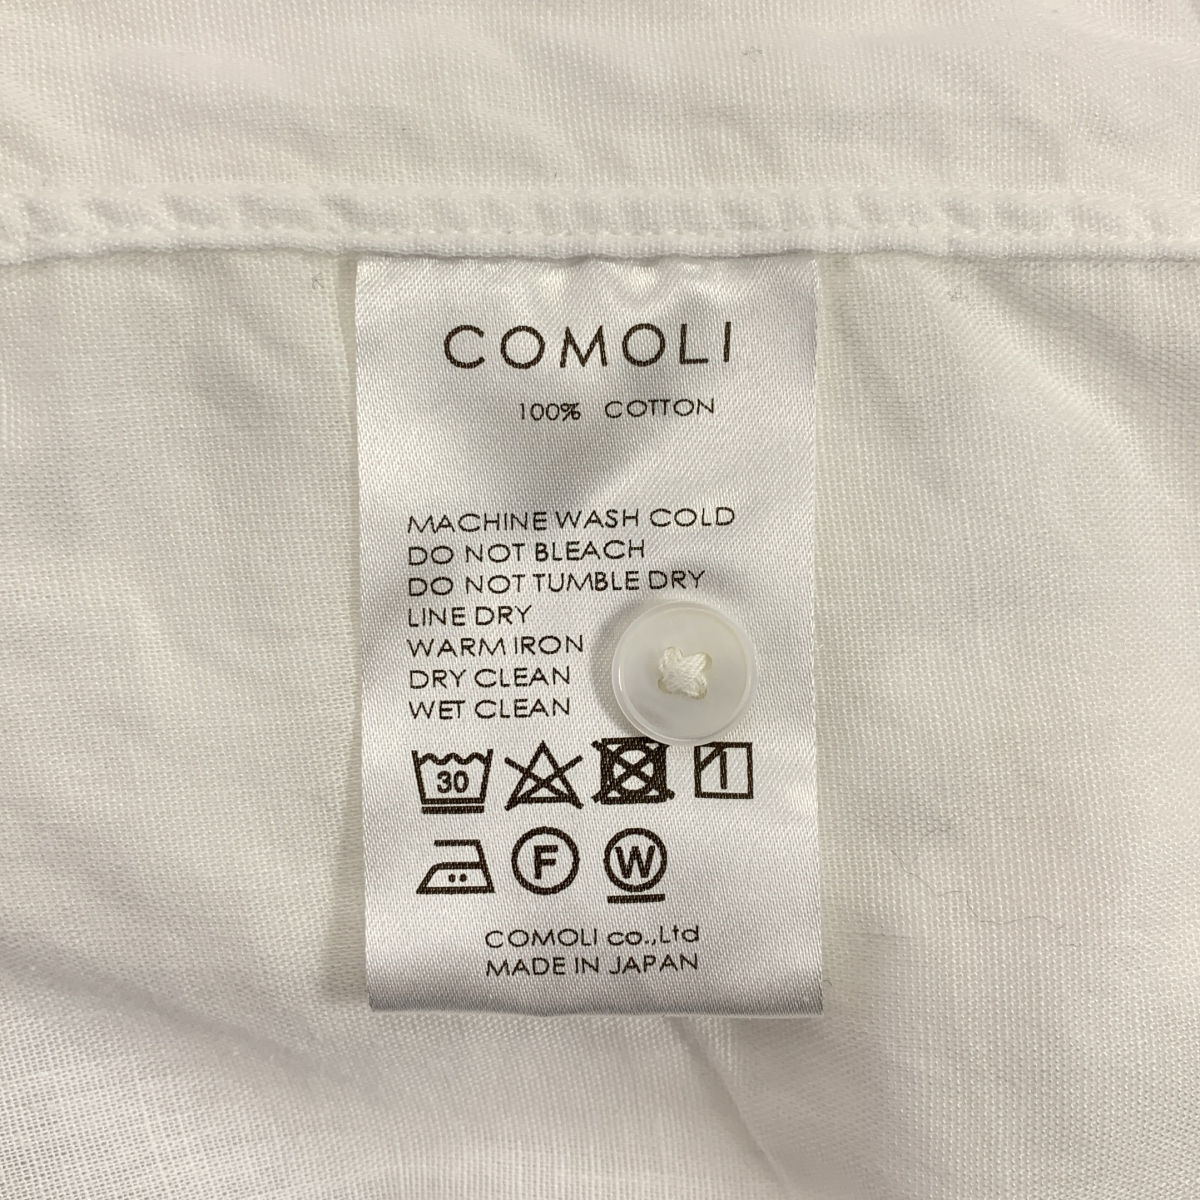 COMOLI
100% COTTON
MACHINE WASH COLD
DO NOT BLEACH
DO NOT TUMBLE DRY
LINE DRY
WARM IRON
DRY CLEAN
WET CLEAN
30
F W
COMOLI co.,Ltd
MADE IN JAPAN